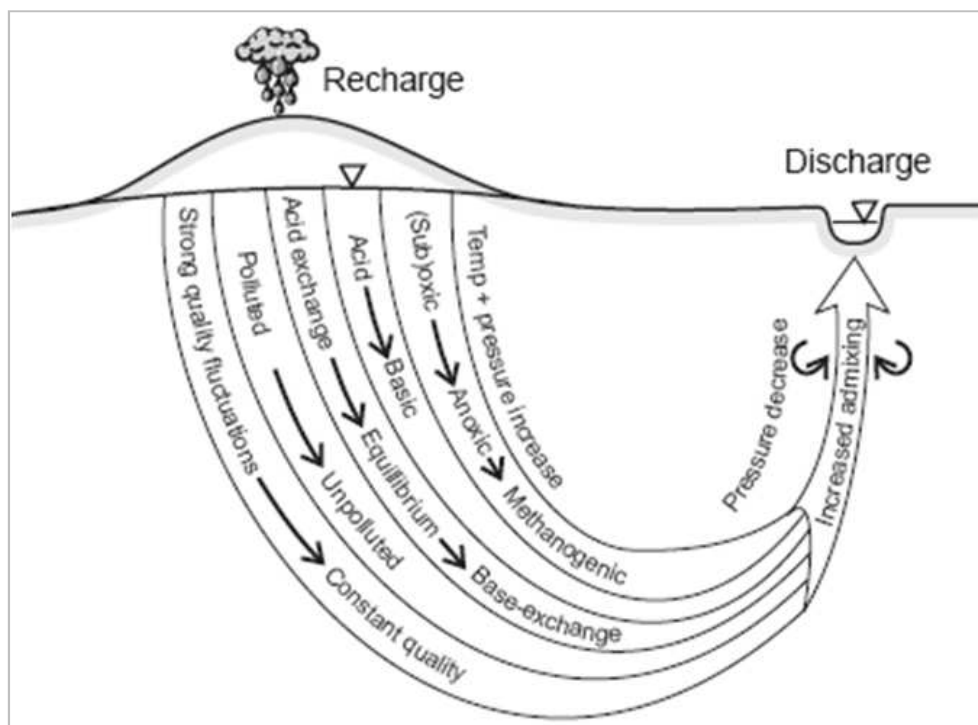 Recharge
Discharge
Strong quality fluctuations
Constant quality
Polluted
Unpolluted
Acid exchange
Equilibrium
Base-exchange
Acid
Basic
(Sub)oxic
Anoxic
Methanogenic
Temp + pressure increase
Pressure decrease
Increased admixing